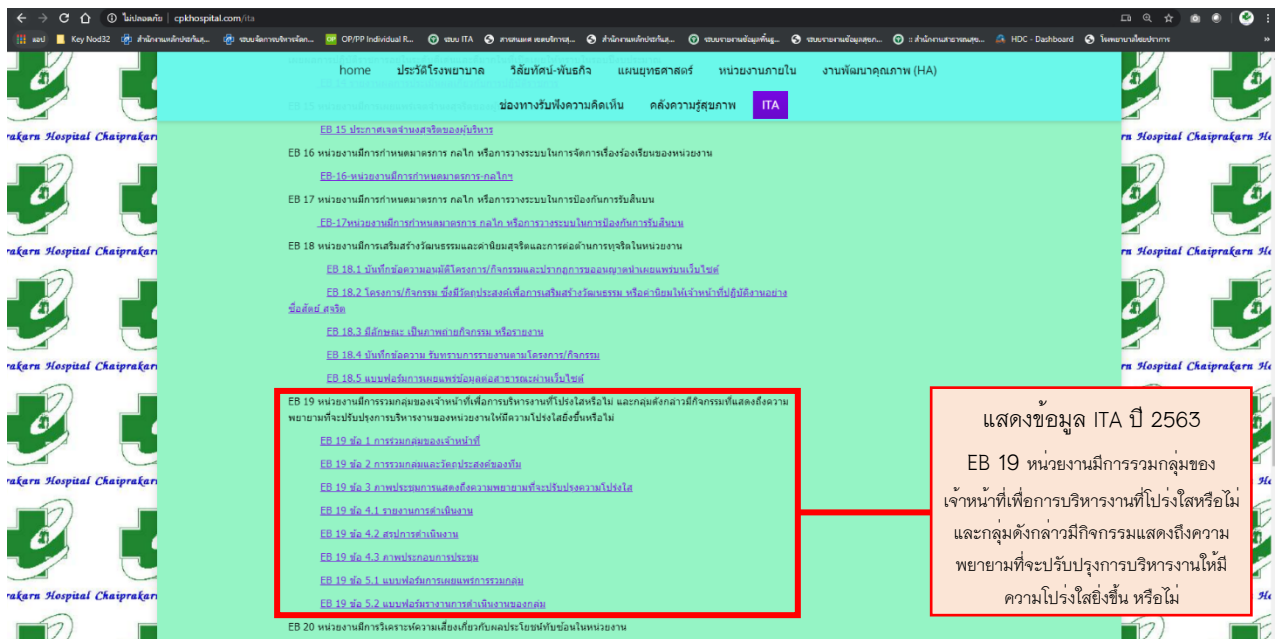 ไม่ปลอดภัย | cpkhospital.com/ita
แอป Key Nod32 สำนักงานหลักประกันสุ... ระบบจัดการบริหารจัดก... OP/PP Individual R... ระบบ ITA สารสนเทศ เขตบริการสุ... สำนักงานหลักประกันสุ... ระบบรายงานข้อมูลพื้นฐ... ระบบรายงานข้อมูลสุขภ... :: สำนักงานสาธารณสุข... HDC - Dashboard โรงพยาบาลไชยปราการ »
home ประวัติโรงพยาบาล วิสัยทัศน์-พันธกิจ แผนยุทธศาสตร์ หน่วยงานภายใน งานพัฒนาคุณภาพ (HA)
ช่องทางรับฟังความคิดเห็น คลังความรู้สุขภาพ ITA
EB 15 ประกาศเจตจำนงสุจริตของผู้บริหาร
EB 16 หน่วยงานมีการกำหนดมาตรการ กลไก หรือการวางระบบในการจัดการเรื่องร้องเรียนของหน่วยงาน
EB-16-หน่วยงานมีการกำหนดมาตรการ-กลไกฯ
EB 17 หน่วยงานมีการกำหนดมาตรการ กลไก หรือการวางระบบในการป้องกันการรับสินบน
EB-17หน่วยงานมีการกำหนดมาตรการ กลไก หรือการวางระบบในการป้องกันการรับสินบน
EB 18 หน่วยงานมีการเสริมสร้างวัฒนธรรมและค่านิยมสุจริตและการต่อต้านการทุจริตในหน่วยงาน
EB 18.1 บันทึกข้อความอนุมัติโครงการ/กิจกรรมและปรากฏการขออนุญาตนำเผยแพร่บนเว็บไซต์
EB 18.2 โครงการ/กิจกรรม ซึ่งมีวัตถุประสงค์เพื่อการเสริมสร้างวัฒนธรรม หรือค่านิยมให้เจ้าหน้าที่ปฏิบัติงานอย่าง
ซื่อสัตย์ สุจริต
EB 18.3 มีลักษณะ เป็นภาพถ่ายกิจกรรม หรือรายงาน
EB 18.4 บันทึกข้อความ รับทราบการรายงานตามโครงการ/กิจกรรม
EB 18.5 แบบฟอร์มการเผยแพร่ข้อมูลต่อสาธารณะผ่านเว็บไซต์
EB 19 หน่วยงานมีการรวมกลุ่มของเจ้าหน้าที่เพื่อการบริหารงานที่โปร่งใสหรือไม่ และกลุ่มดังกล่าวมีกิจกรรมที่แสดงถึงความ
พยายามที่จะปรับปรุงการบริหารงานของหน่วยงานให้มีความโปร่งใสยิ่งขึ้นหรือไม่
EB 19 ข้อ 1 การรวมกลุ่มของเจ้าหน้าที่
EB 19 ข้อ 2 การรวมกลุ่มและวัตถุประสงค์ของทีม
EB 19 ข้อ 3 ภาพประชุมการแสดงถึงความพยายามที่จะปรับปรุงความโปร่งใส
EB 19 ข้อ 4.1 รายงานการดำเนินงาน
EB 19 ข้อ 4.2 สรุปการดำเนินงาน
EB 19 ข้อ 4.3 ภาพประกอบการประชุม
EB 19 ข้อ 5.1 แบบฟอร์มการเผยแพร่การรวมกลุ่ม
EB 19 ข้อ 5.2 แบบฟอร์มรางานการดำเนินงานของกลุ่ม
EB 20 หน่วยงานมีการวิเคราะห์ความเสี่ยงเกี่ยวกับผลประโยชน์ทับซ้อนในหน่วยงาน
แสดงข้อมูล ITA ปี 2563
EB 19 หน่วยงานมีการรวมกลุ่มของ
เจ้าหน้าที่เพื่อการบริหารงานที่โปร่งใสหรือไม่
และกลุ่มดังกล่าวมีกิจกรรมแสดงถึงความ
พยายามที่จะปรับปรุงการบริหารงานให้มี
ความโปร่งใสยิ่งขึ้น หรือไม่
rakarn Hospital Chaiprakarn